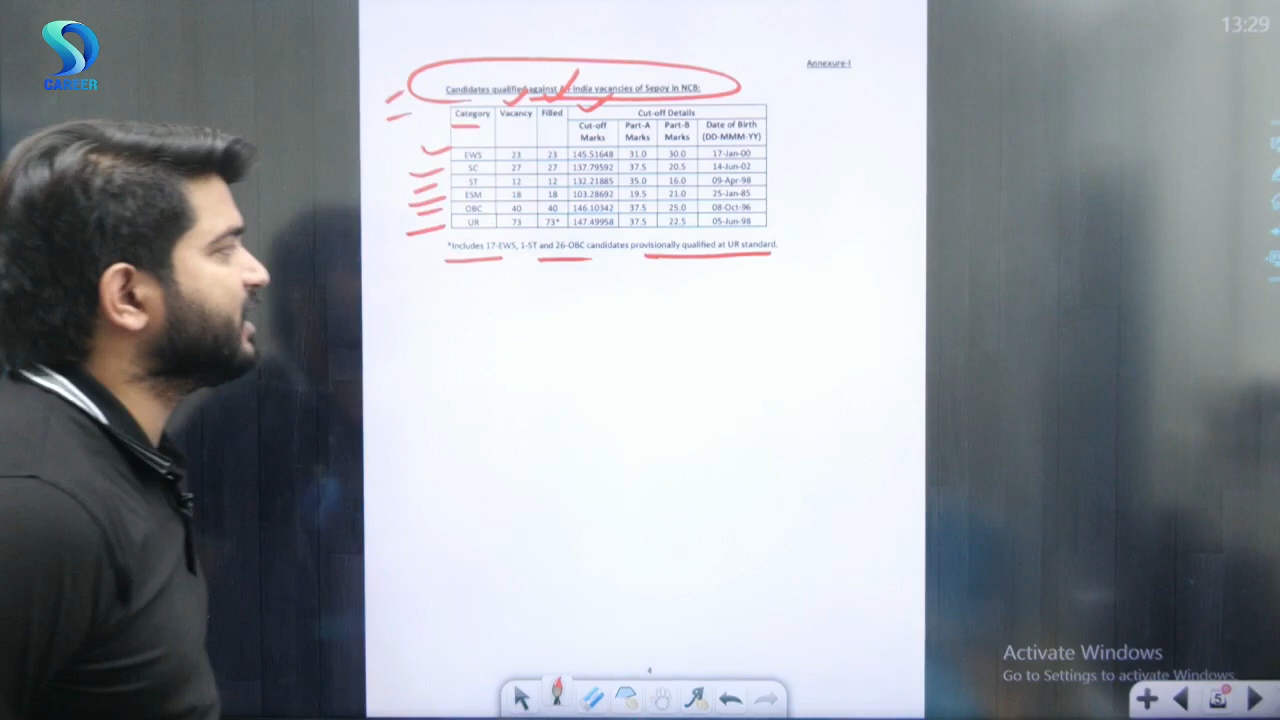 CAREER
13:29
Annexure-I
Candidates qualified against India vacancies of Sepoy in NCB:
Category Vacancy Filled Cut-off Details
Cut-off Marks Part-A Marks Part-B Marks Date of Birth (DD-MMM-YY)
EWS 23 23 145.51648 31.0 30.0 17-Jan-00
SC 27 27 137.79592 37.5 20.5 14-Jun-02
ST 12 12 132.21885 35.0 16.0 09-Apr-98
ESM 18 18 103.28692 19.5 21.0 25-Jan-85
OBC 40 40 146.10342 37.5 25.0 08-Oct-96
UR 73 73* 147.49958 37.5 22.5 05-Jun-98
*Includes 17-EWS, 1-ST and 26-OBC candidates provisionally qualified at UR standard.
4
Activate Windows
Go to Settings to activate Windows.
5